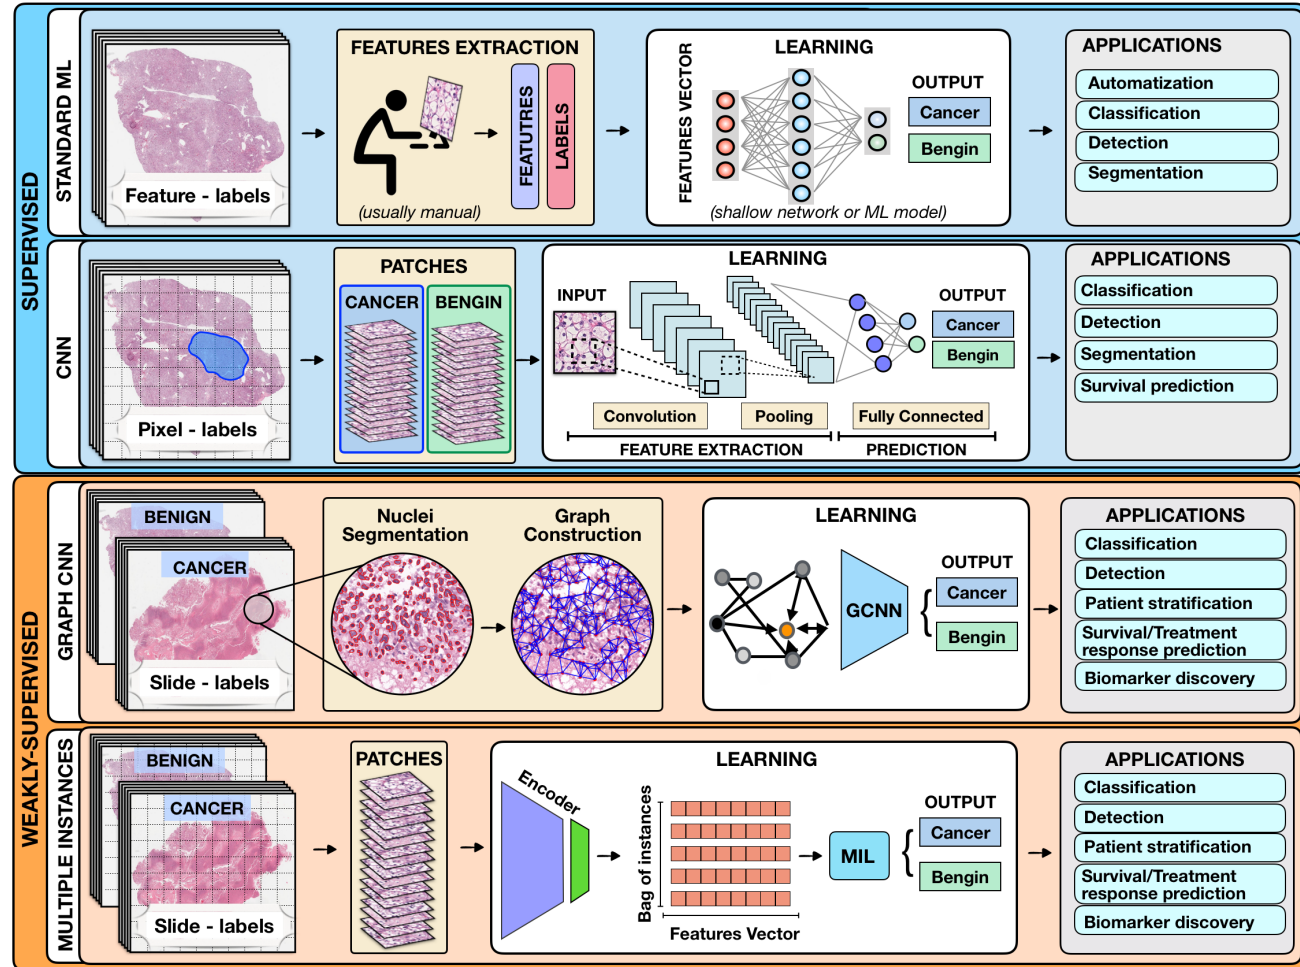 SUPERVISED
STANDARD ML
Feature - labels
FEATURES EXTRACTION
FEATUTRES
LABELS
(usually manual)
LEARNING
FEATURES VECTOR
OUTPUT
Cancer
Bengin
(shallow network or ML model)
APPLICATIONS
Automatization
Classification
Detection
Segmentation
CNN
Pixel - labels
PATCHES
CANCER
BENGIN
LEARNING
INPUT
OUTPUT
Cancer
Bengin
Convolution
Pooling
Fully Connected
FEATURE EXTRACTION
PREDICTION
APPLICATIONS
Classification
Detection
Segmentation
Survival prediction
WEAKLY-SUPERVISED
GRAPH CNN
BENIGN
CANCER
Slide - labels
Nuclei
Segmentation
Graph
Construction
LEARNING
GCNN
OUTPUT
Cancer
Bengin
APPLICATIONS
Classification
Detection
Patient stratification
Survival/Treatment
response prediction
Biomarker discovery
MULTIPLE INSTANCES
BENIGN
CANCER
Slide - labels
PATCHES
LEARNING
Encoder
Bag of instances
Features Vector
MIL
OUTPUT
Cancer
Bengin
APPLICATIONS
Classification
Detection
Patient stratification
Survival/Treatment
response prediction
Biomarker discovery